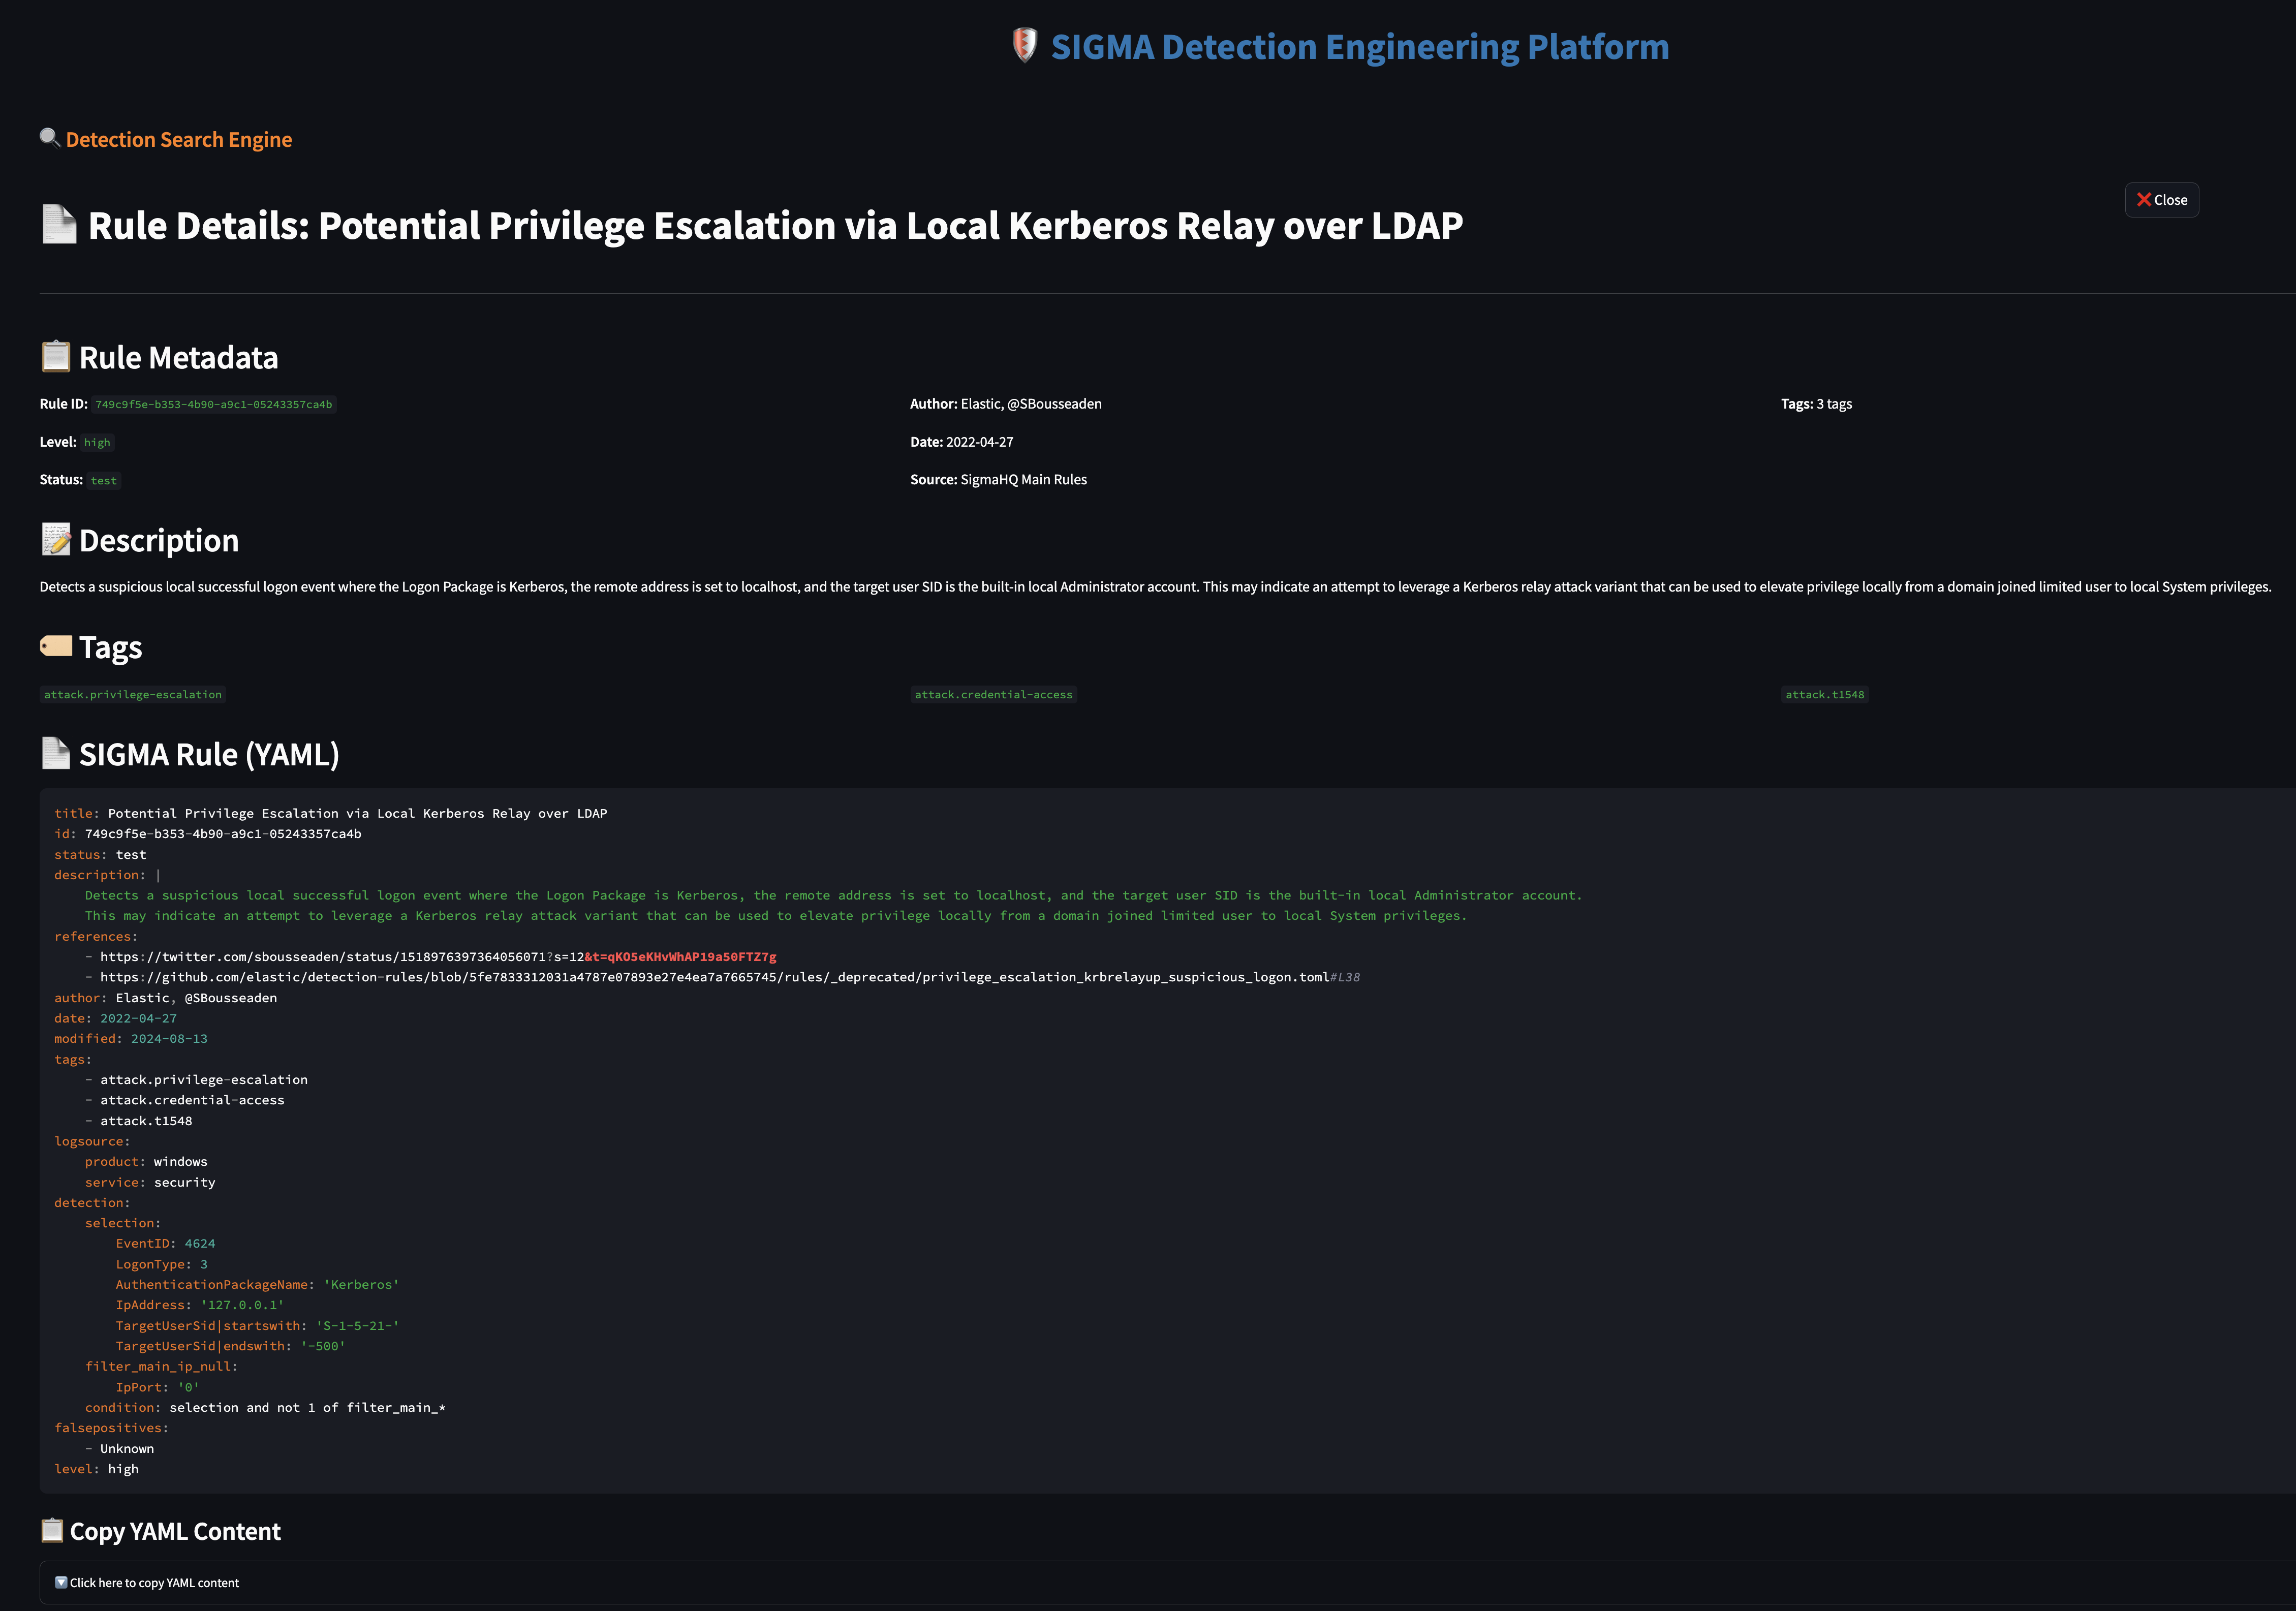 SIGMA Detection Engineering Platform
Detection Search Engine
Close
Rule Details: Potential Privilege Escalation via Local Kerberos Relay over LDAP
Rule Metadata
Rule ID: 749c9f5e-b353-4b90-a9c1-05243357ca4b
Author: Elastic, @SBousseaden
Tags: 3 tags
Level: high
Date: 2022-04-27
Status: test
Source: SigmaHQ Main Rules
Description
Detects a suspicious local successful logon event where the Logon Package is Kerberos, the remote address is set to localhost, and the target user SID is the built-in local Administrator account. This may indicate an attempt to leverage a Kerberos relay attack variant that can be used to elevate privilege locally from a domain joined limited user to local System privileges.
Tags
attack.privilege-escalation
attack.credential-access
attack.t1548
SIGMA Rule (YAML)
title: Potential Privilege Escalation via Local Kerberos Relay over LDAP
id: 749c9f5e-b353-4b90-a9c1-05243357ca4b
status: test
description: |
    Detects a suspicious local successful logon event where the Logon Package is Kerberos, the remote address is set to localhost, and the target user SID is the built-in local Administrator account.
    This may indicate an attempt to leverage a Kerberos relay attack variant that can be used to elevate privilege locally from a domain joined limited user to local System privileges.
references:
    - https://twitter.com/sbousseaden/status/1518976397364056071?s=12&t=qKO5eKHvWhAP19a50FTZ7g
    - https://github.com/elastic/detection-rules/blob/5fe7833312031a4787e07893e27e4ea7a7665745/rules/_deprecated/privilege_escalation_krbrelayup_suspicious_logon.toml#L38
author: Elastic, @SBousseaden
date: 2022-04-27
modified: 2024-08-13
tags:
    - attack.privilege-escalation
    - attack.credential-access
    - attack.t1548
logsource:
    product: windows
    service: security
detection:
    selection:
        EventID: 4624
        LogonType: 3
        AuthenticationPackageName: 'Kerberos'
        IpAddress: '127.0.0.1'
        TargetUserSid|startswith: 'S-1-5-21-'
        TargetUserSid|endswith: '-500'
    filter_main_ip_null:
        IpPort: '0'
    condition: selection and not 1 of filter_main_*
falsepositives:
    - Unknown
level: high
Copy YAML Content
Click here to copy YAML content